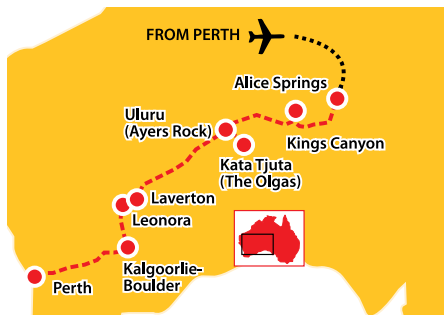 FROM PERTH
Alice Springs
Uluru
(Ayers Rock)
Kings Canyon
Kata Tjuta
(The Olgas)
Laverton
Leonora
Kalgoorlie-
Boulder
Perth